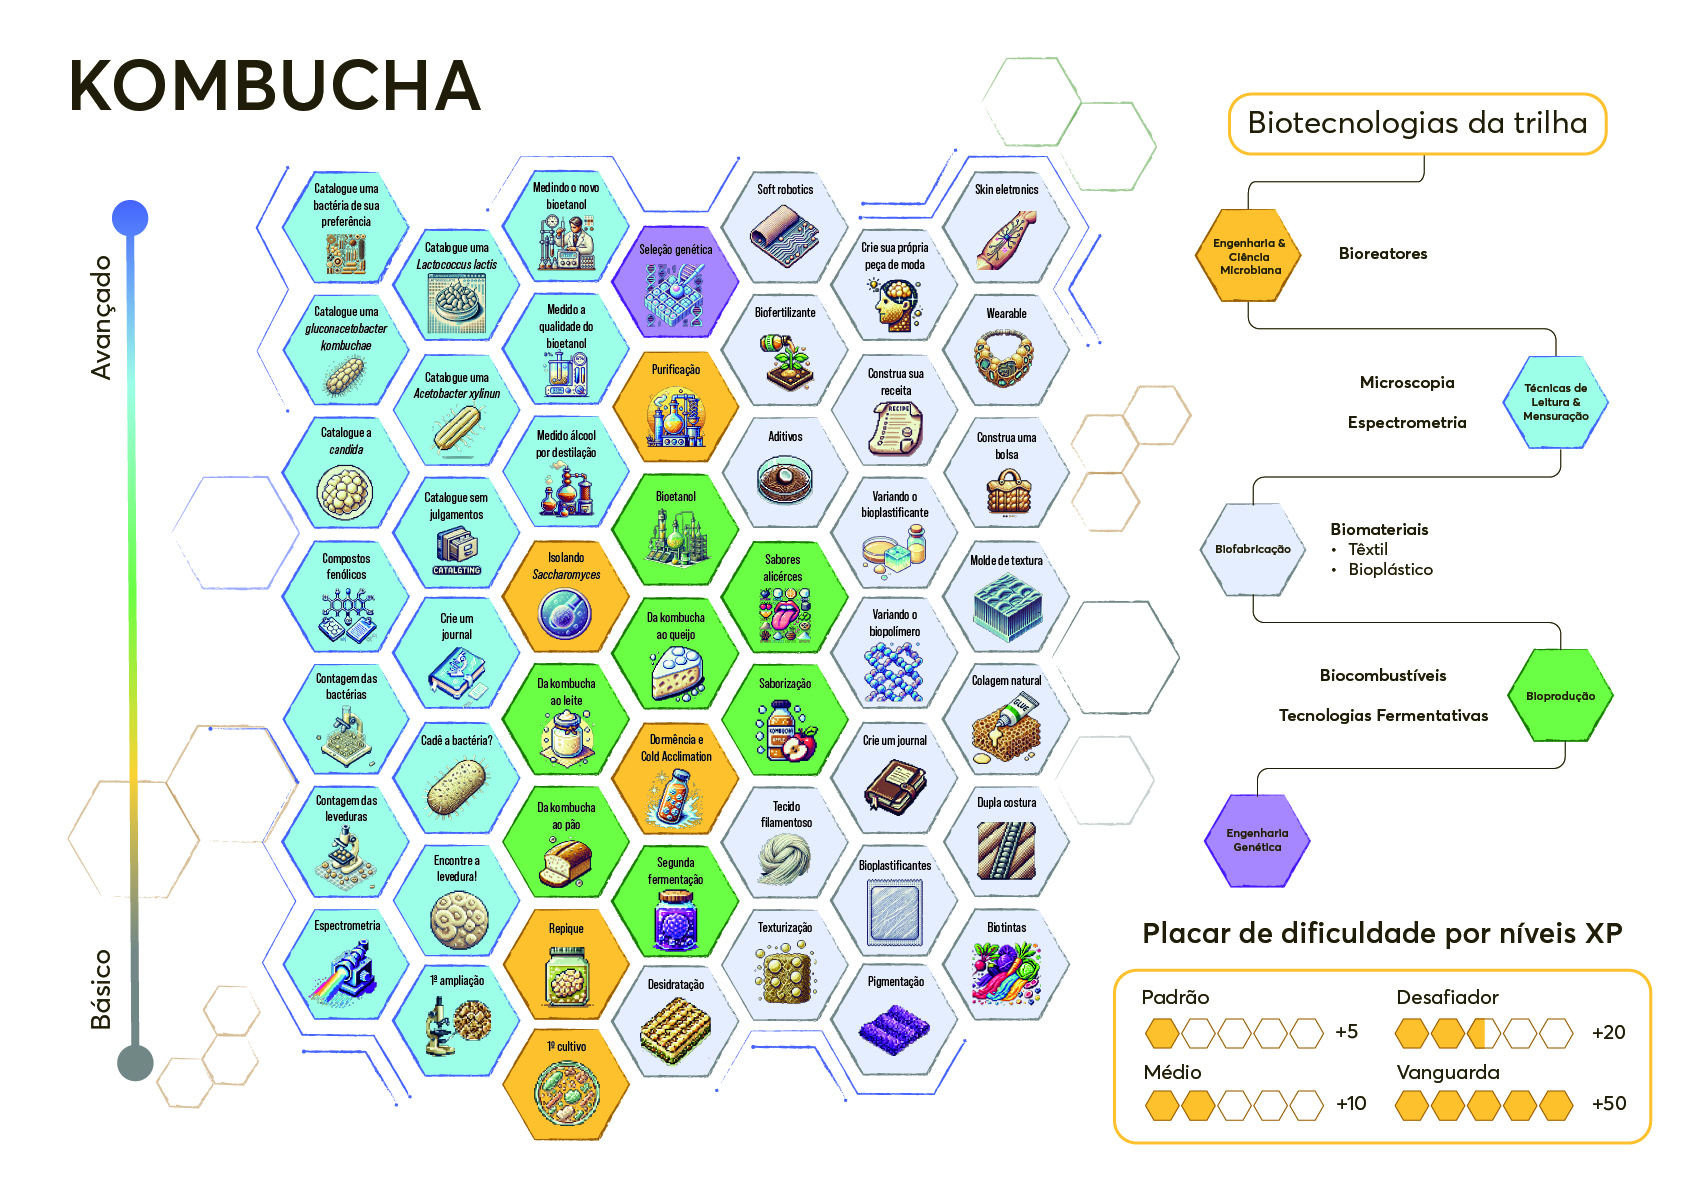 KOMBUCHA
Avançado
Básico
Catalogue uma
bactéria de sua
preferência
Catalogue uma
gluconacetobacter
kombuchae
Catalogue a
candida
Compostos
fenólicos
Contagem das
bactérias
Contagem das
leveduras
Espectrometria
Catalogue uma
Lactococcus lactis
Catalogue uma
Acetobacter xylinun
Catalogue sem
julgamentos
CATALGTING
Crie um
journal
Cadê a bactéria?
Encontre a
levedura!
1ª ampliação
Medindo o novo
bioetanol
Medido a
qualidade do
bioetanol
Medido álcool
por destilação
Isolando
Saccharomyces
Da kombucha
ao leite
Da kombucha
ao pão
Repique
1º cultivo
Seleção genética
Purificação
Bioetanol
Da kombucha
ao queijo
Dormência e
Cold Acclimation
Segunda
fermentação
Desidratação
Soft robotics
Biofertilizante
Aditivos
Sabores
alicérces
Saborização
KOMBUCHA
APPLE
Tecido
filamentoso
Texturização
Crie sua própria
peça de moda
Construa sua
receita
RECIPE
Variando o
bioplastificante
Variando o
biopolímero
Crie um journal
Bioplastificantes
Pigmentação
Skin eletronics
Wearable
Construa uma
bolsa
Molde de textura
Colagem natural
GLUE
Dupla costura
Biotintas
Biotecnologias da trilha
Engenharia &
Ciência
Microbiana
Bioreatores
Microscopia
Espectrometria
Técnicas de
Leitura &
Mensuração
Biofabricação
Biomateriais
• Têxtil
• Bioplástico
Biocombustíveis
Tecnologias Fermentativas
Bioprodução
Engenharia
Genética
Placar de dificuldade por níveis XP
Padrão
+5
Desafiador
+20
Médio
+10
Vanguarda
+50